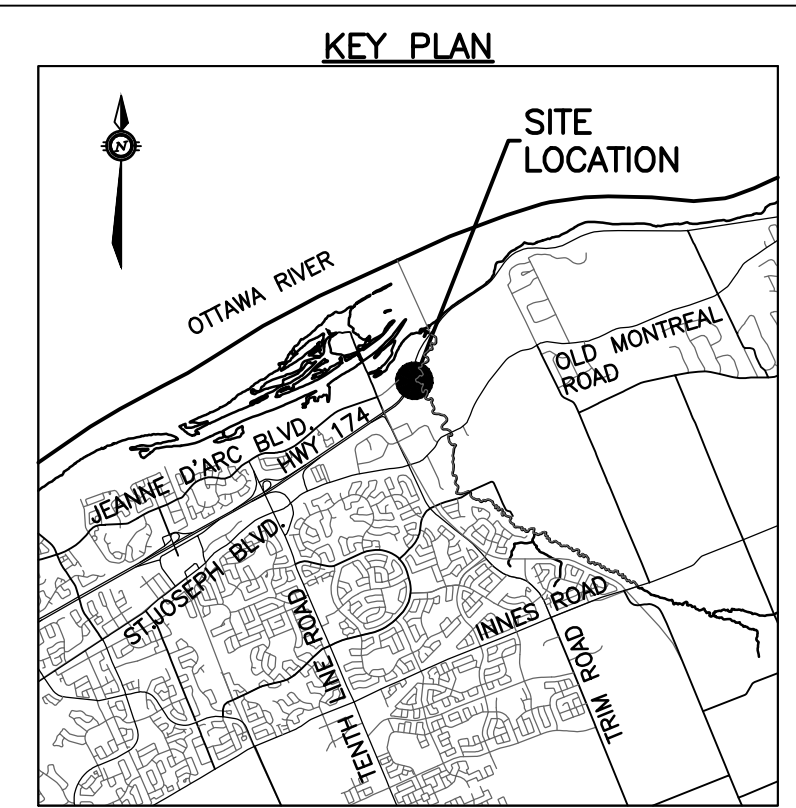 KEY PLAN
SITE
LOCATION
N
OTTAWA RIVER
OLD MONTREAL
ROAD
JEANNE D'ARC BLVD.
HWY 174
ST.JOSEPH BLVD.
INNES ROAD
TENTH LINE ROAD
TRIM ROAD